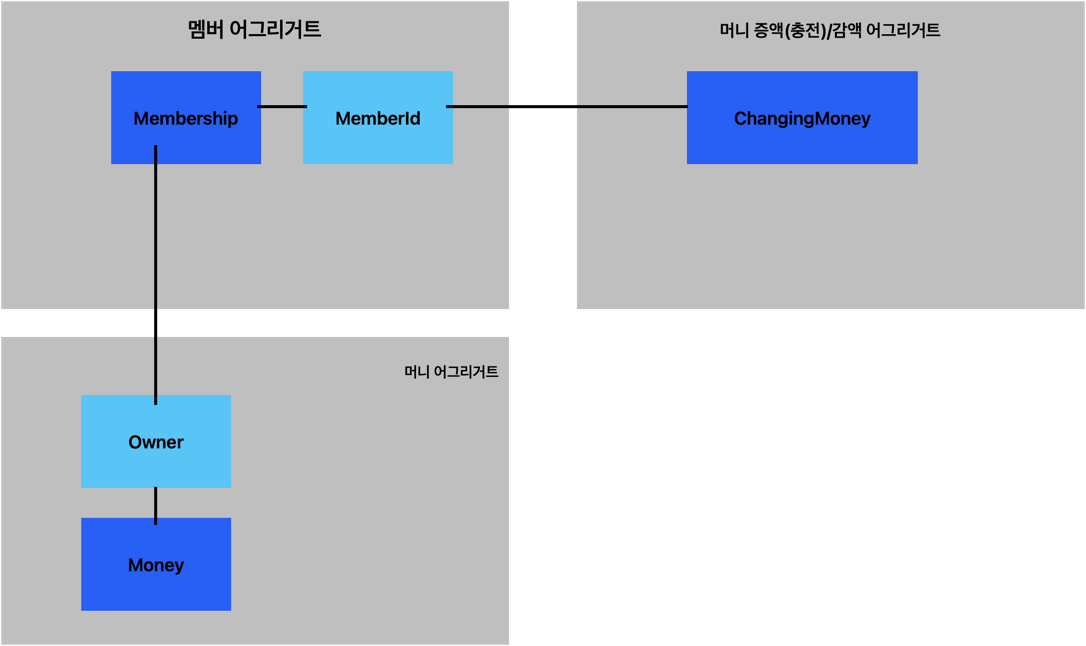 멤버 어그리거트
Membership
MemberId
머니 증액(충전)/감액 어그리거트
ChangingMoney
머니 어그리거트
Owner
Money